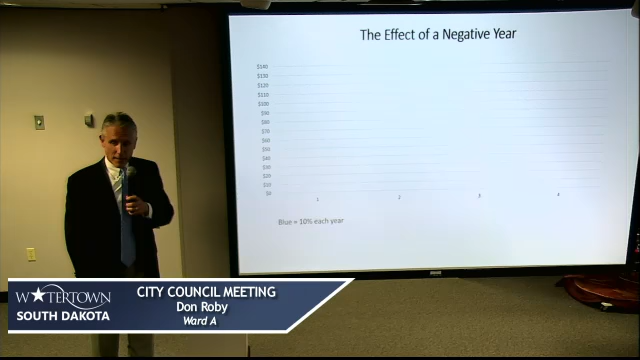 The Effect of a Negative Year
$140
$130
$120
$110
$100
$90
$80
$70
$60
$50
$40
$30
$20
$10
$0
1
2
3
4
Blue = 10% each year
WATERTOWN
SOUTH DAKOTA
CITY COUNCIL MEETING
Don Roby
Ward A